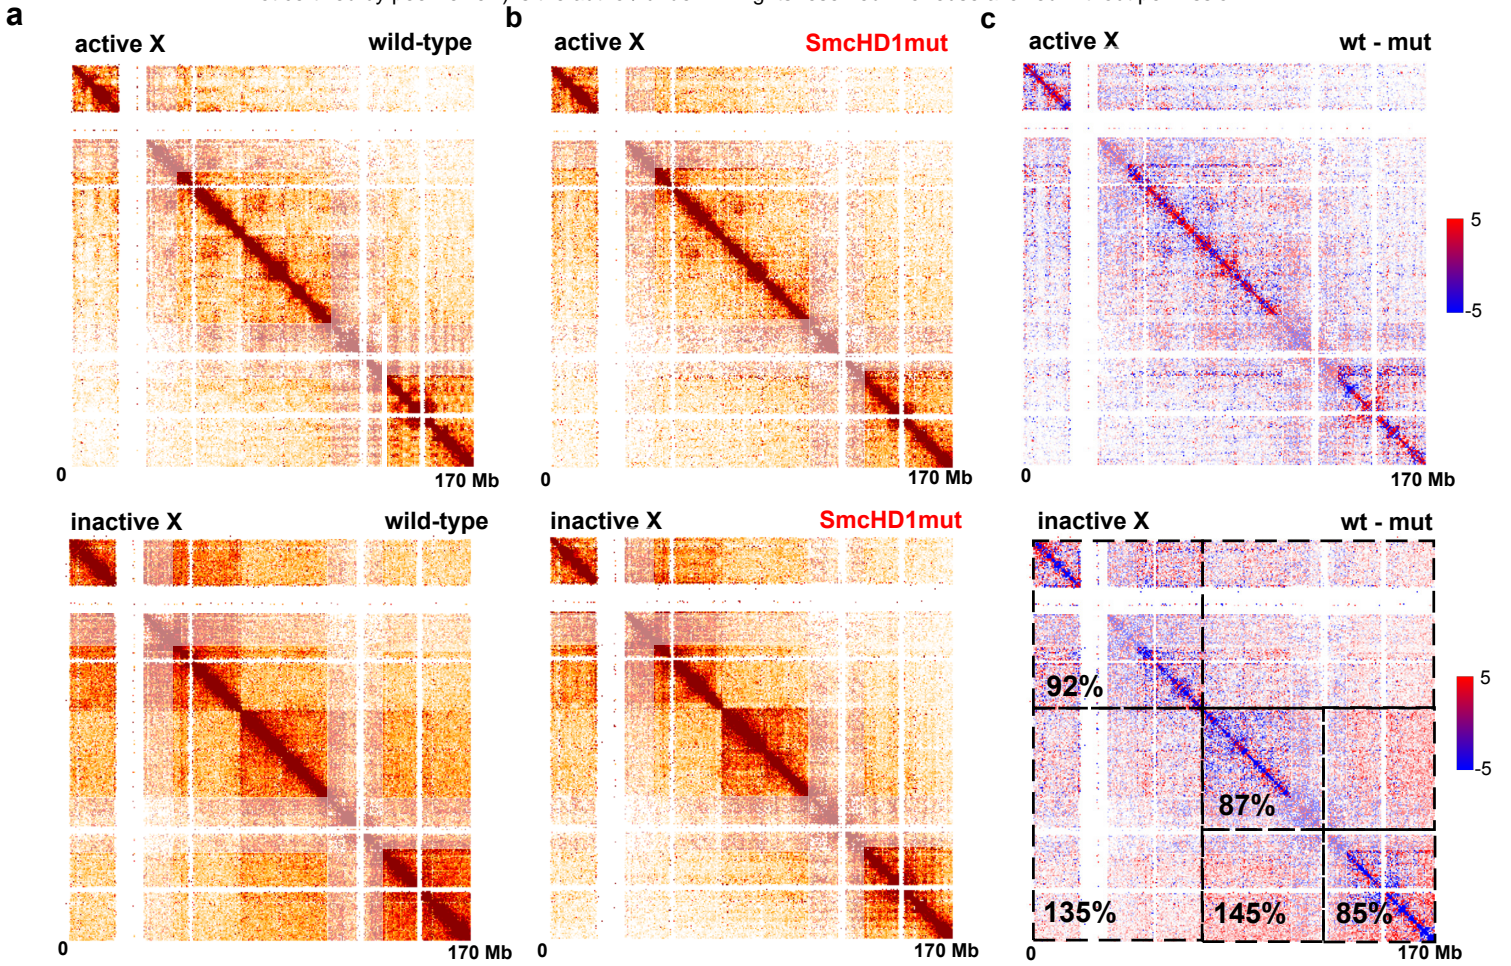 a
b
c
active X
wild-type
active X
SmcHD1mut
active X
wt - mut
5
-5
0
170 Mb
0
170 Mb
0
170 Mb
inactive X
wild-type
inactive X
SmcHD1mut
inactive X
wt - mut
92%
87%
135%
145%
85%
5
-5
0
170 Mb
0
170 Mb
0
170 Mb